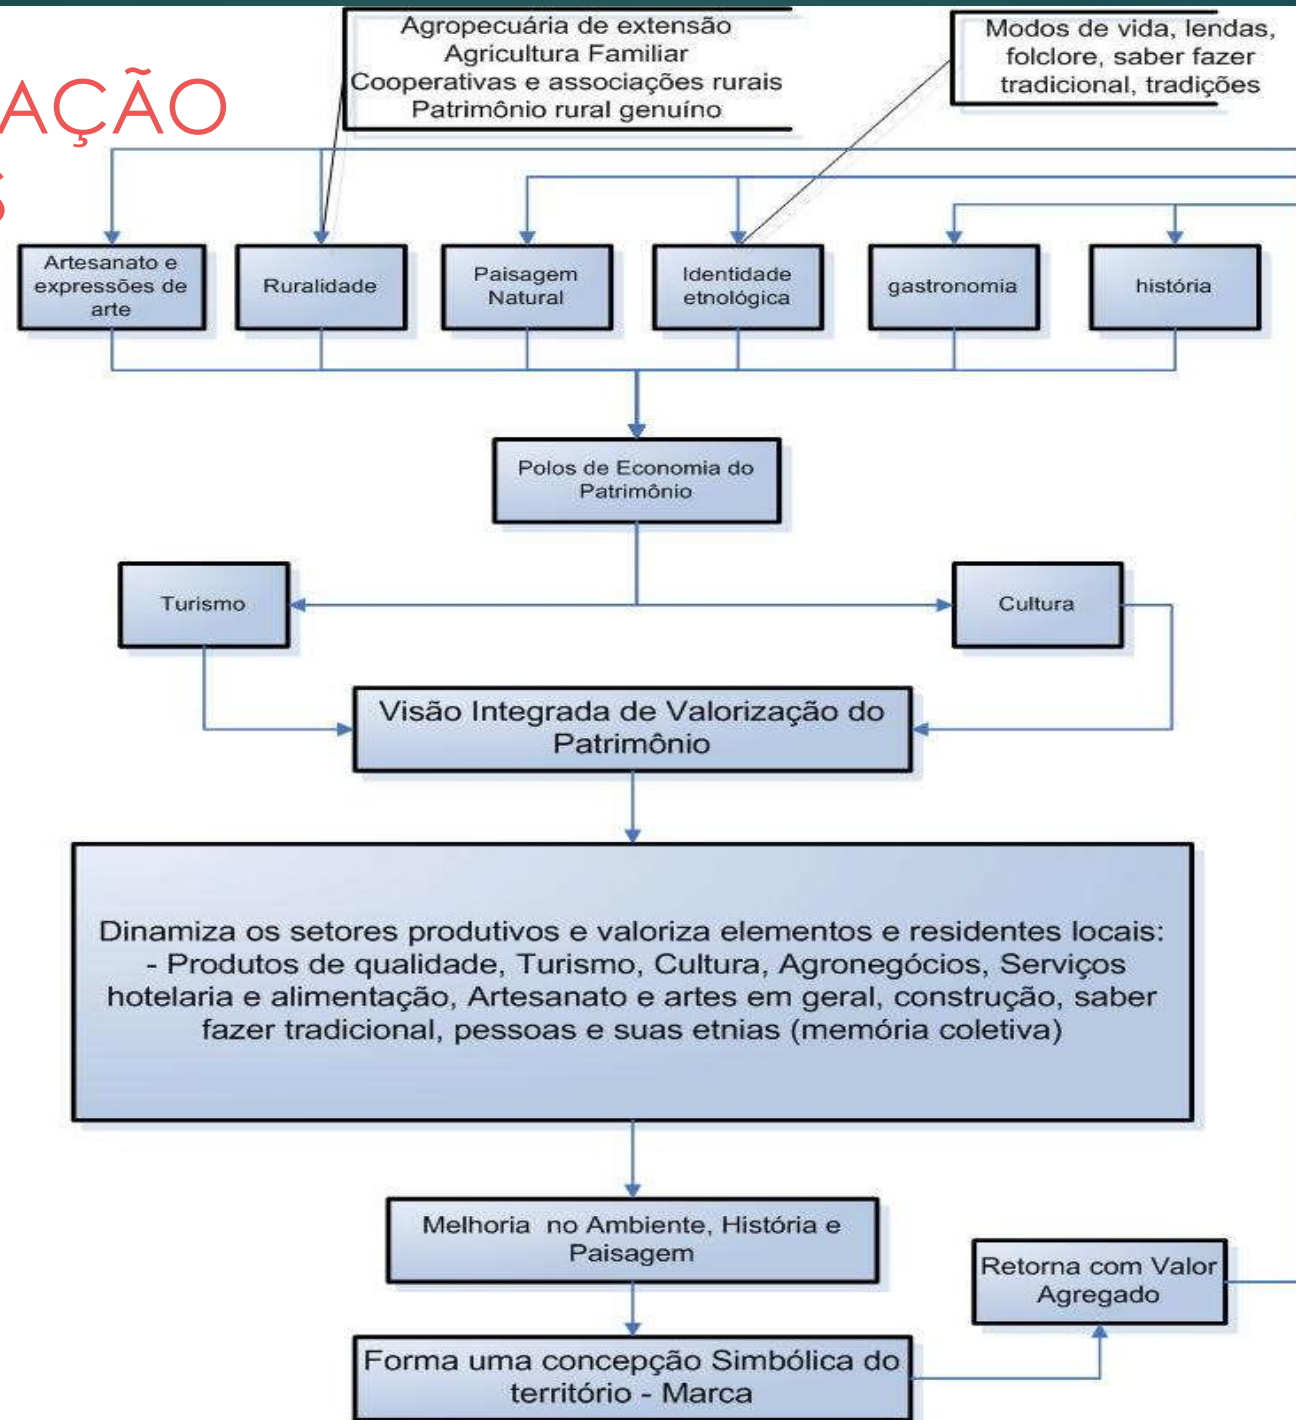 AÇÃO
S
Agropecuária de extensão
Agricultura Familiar
Cooperativas e associações rurais
Patrimônio rural genuíno
Modos de vida, lendas,
folclore, saber fazer
tradicional, tradições
Artesanato e
expressões de
arte
Ruralidade
Paisagem
Natural
Identidade
etnológica
gastronomia
história
Polos de Economia do
Patrimônio
Turismo
Cultura
Visão Integrada de Valorização do
Patrimônio
Dinamiza os setores produtivos e valoriza elementos e residentes locais:
- Produtos de qualidade, Turismo, Cultura, Agronegócios, Serviços
hotelaria e alimentação, Artesanato e artes em geral, construção, saber
fazer tradicional, pessoas e suas etnias (memória coletiva)
Melhoria no Ambiente, História e
Paisagem
Retorna com Valor
Agregado
Forma uma concepção Simbólica do
território - Marca